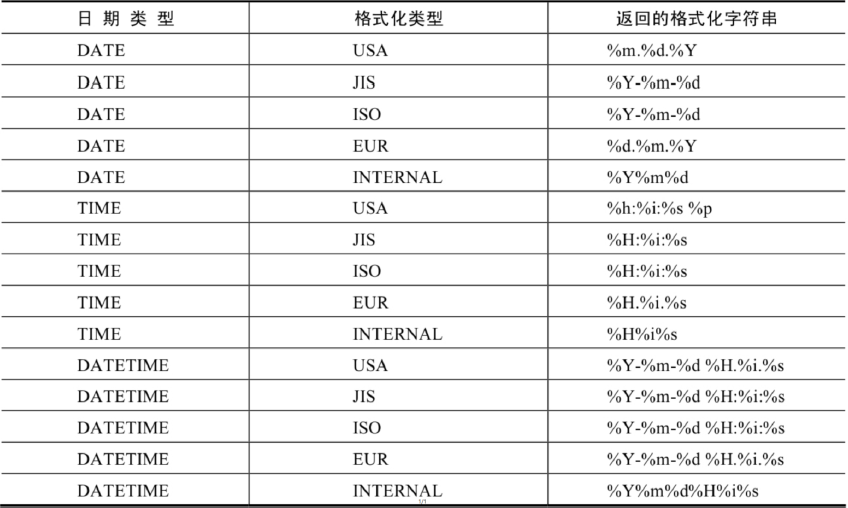 日 期 类 型 格式化类型 返回的格式化字符串
DATE USA %m.%d.%Y
DATE JIS %Y-%m-%d
DATE ISO %Y-%m-%d
DATE EUR %d.%m.%Y
DATE INTERNAL %Y%m%d
TIME USA %h:%i:%s %p
TIME JIS %H:%i:%s
TIME ISO %H:%i:%s
TIME EUR %H.%i.%s
TIME INTERNAL %H%i%s
DATETIME USA %Y-%m-%d %H.%i.%s
DATETIME JIS %Y-%m-%d %H:%i:%s
DATETIME ISO %Y-%m-%d %H:%i:%s
DATETIME EUR %Y-%m-%d %H.%i.%s
DATETIME INTERNAL %Y%m%d%H%i%s
1/1